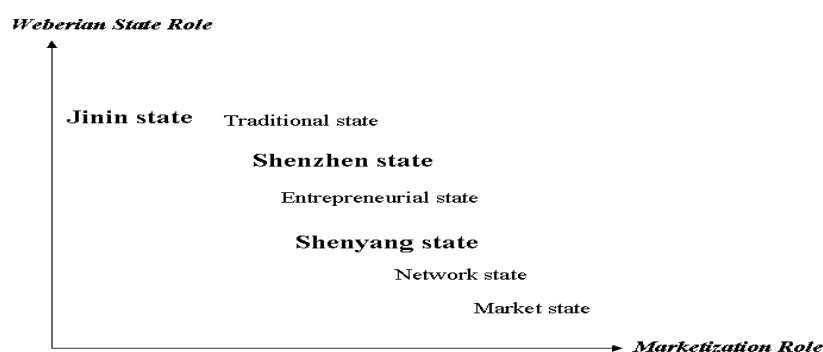 Weberian State Role
Jinin state
Traditional state
Shenzhen state
Entrepreneurial state
Shenyang state
Network state
Market state
Marketization Role